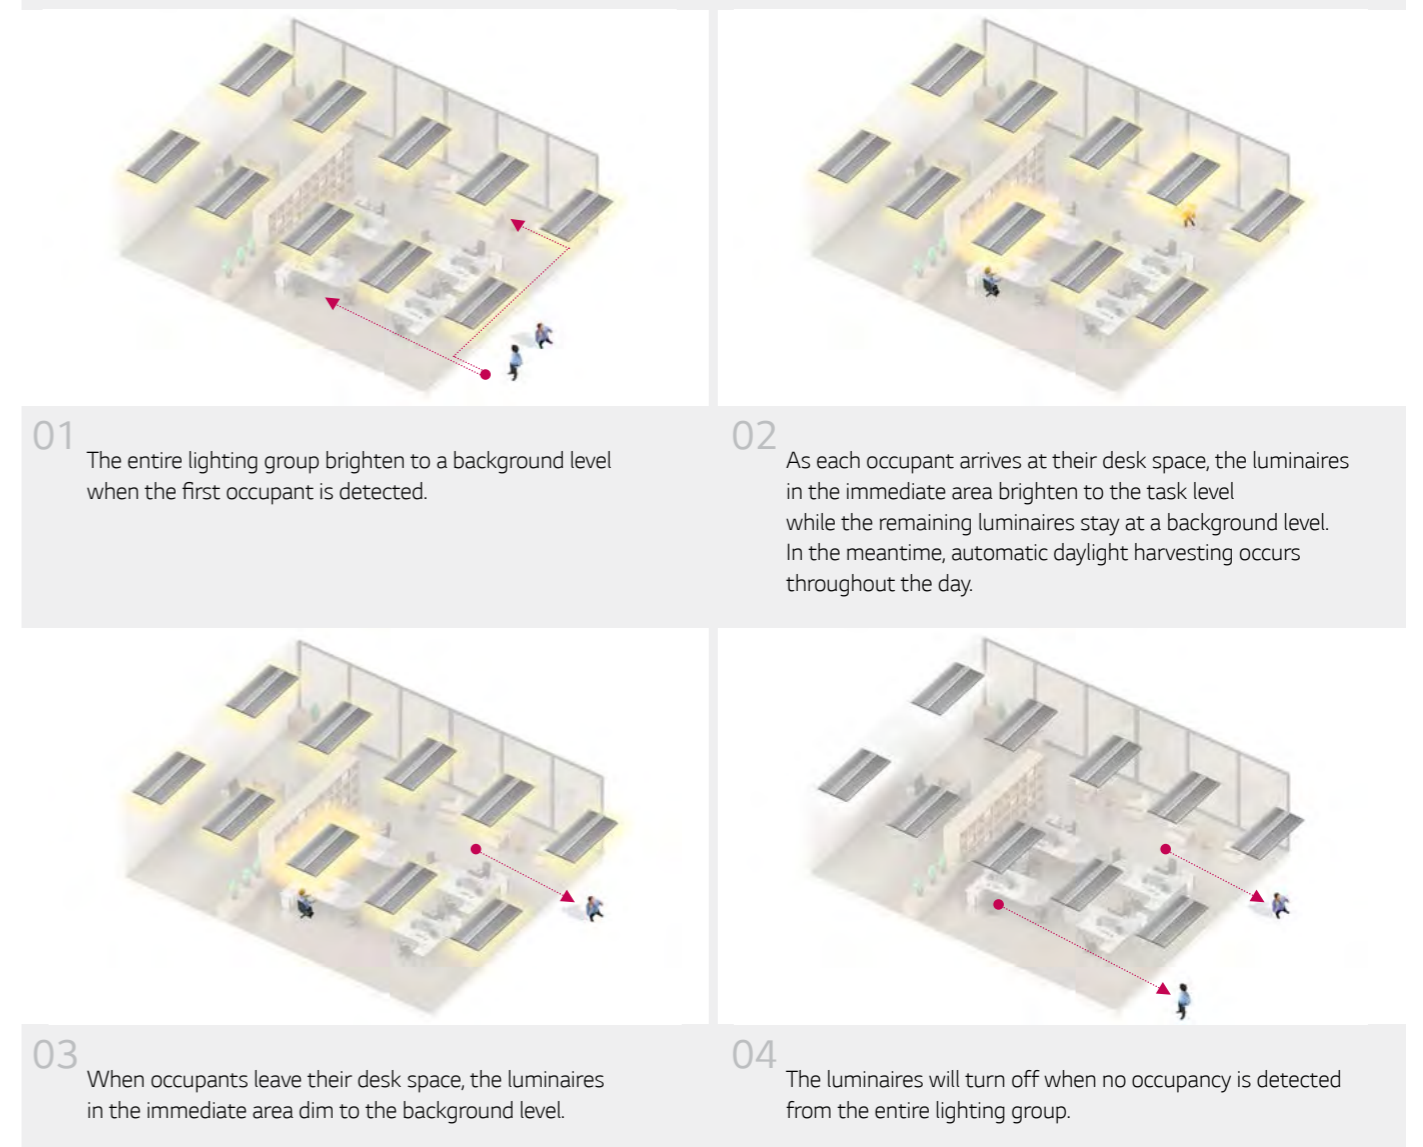 01
The entire lighting group brighten to a background level
when the first occupant is detected.
02
As each occupant arrives at their desk space, the luminaires
in the immediate area brighten to the task level
while the remaining luminaires stay at a background level.
In the meantime, automatic daylight harvesting occurs
throughout the day.
03
When occupants leave their desk space, the luminaires
in the immediate area dim to the background level.
04
The luminaires will turn off when no occupancy is detected
from the entire lighting group.